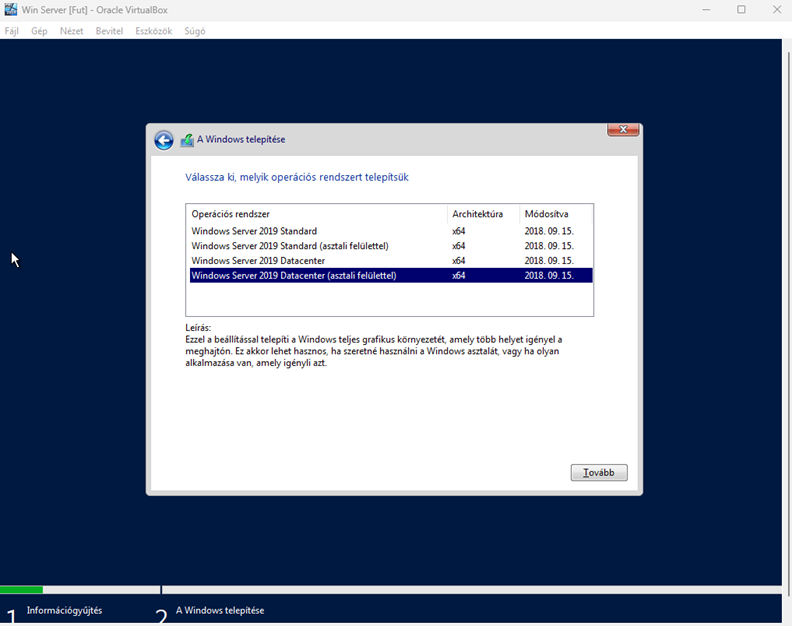 Win Server [Fut] - Oracle VirtualBox
Fájl Gép Nézet Bevitel Eszközök Súgó
A Windows telepítése
Válassza ki, melyik operációs rendszert telepítsük
Operációs rendszer Architektúra Módosítva
Windows Server 2019 Standard x64 2018. 09. 15.
Windows Server 2019 Standard (asztali felülettel) x64 2018. 09. 15.
Windows Server 2019 Datacenter x64 2018. 09. 15.
Windows Server 2019 Datacenter (asztali felülettel) x64 2018. 09. 15.
Leírás:
Ezzel a beállítással telepíti a Windows teljes grafikus környezetét, amely több helyet igényel a
meghajtón. Ez akkor lehet hasznos, ha szeretné használni a Windows asztalát, vagy ha olyan
alkalmazása van, amely igényli azt.
Tovább
1 Információgyűjtés 2 A Windows telepítése